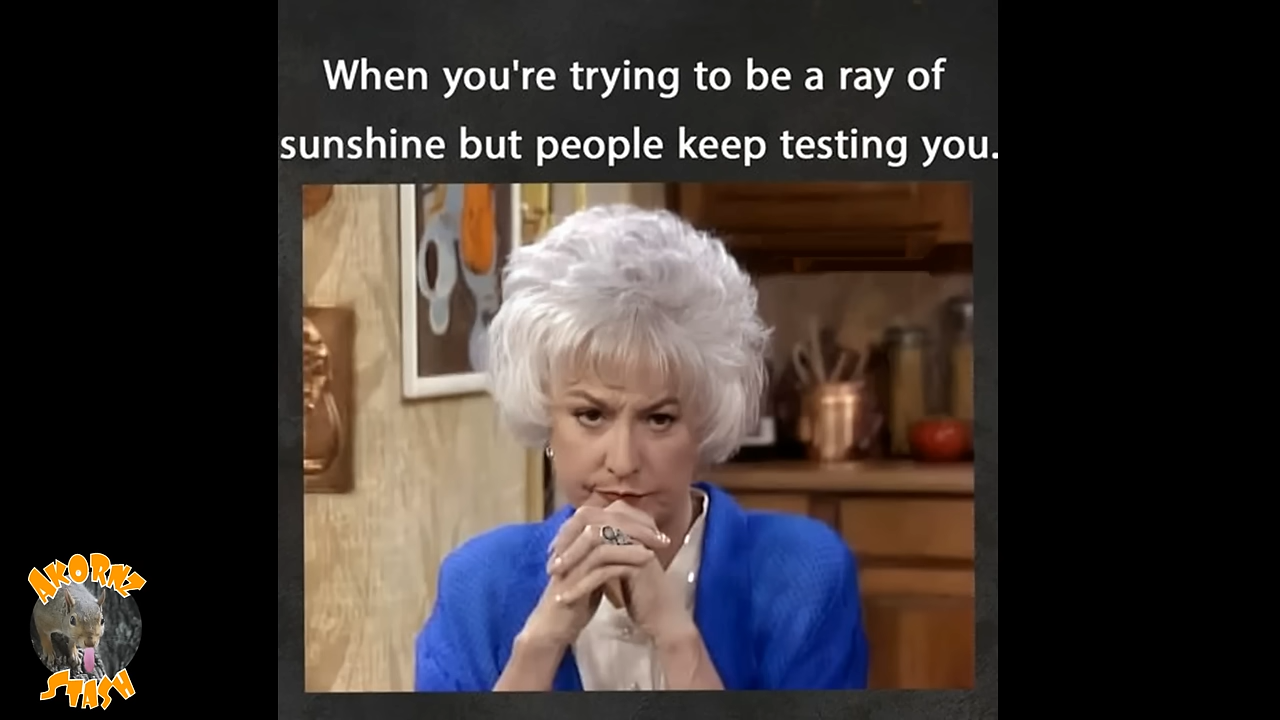 When you're trying to be a ray of
sunshine but people keep testing you.
AKORNZ
STASH